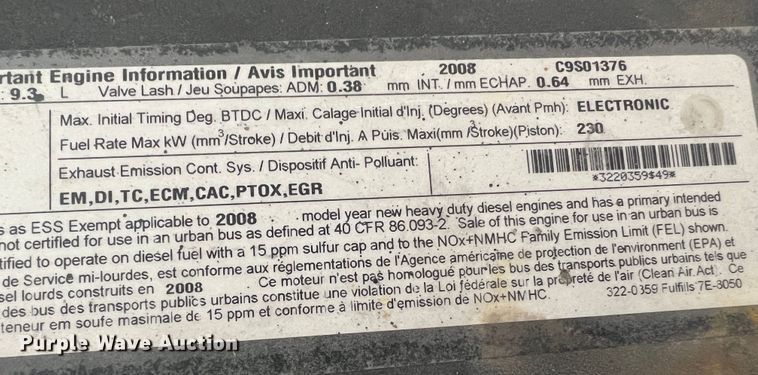 rtant Engine Information / Avis Important 2008 C9S01376
: 9.3 L Valve Lash / Jeu Soupapes: ADM: 0.38 mm INT. / mm ECHAP. 0.64 mm EXH.
Max. Initial Timing Deg. BTDC / Maxi. Calage Initial d'Inj. (Degrees) (Avant Pmh): ELECTRONIC
Fuel Rate Max kW (mm³/Stroke) / Debit d'Inj. A Puis. Maxi(mm³/Stroke)(Piston): 230
Exhaust Emission Cont. Sys. / Dispositif Anti- Polluant:
EM,DI,TC,ECM,CAC,PTOX,EGR
*3220359$49*
s as ESS Exempt applicable to 2008 model year new heavy duty diesel engines and has a primary intended
not certified for use in an urban bus as defined at 40 CFR 86.093-2. Sale of this engine for use in an urban bus is
tified to operate on diesel fuel with a 15 ppm sulfur cap and to the NOx+NMHC Family Emission Limit (FEL) shown.
de Service mi-lourdes, est conforme aux réglementations de l'Agence américaine de protection de l'environment (EPA) et
sel lourds construits en 2008 Ce moteur n'est pas homologué pour les bus des transports publics urbains tels que
des bus des transports publics urbains constitue une violation de la Loi fédérale sur la propreté de l'air (Clean Air Act). Ce
teneur em soufe masimale de 15 ppm et conforme à limite d'emission de NOx+NMHC. 322-0359 Fulfills 7E-8050
Purple Wave Auction